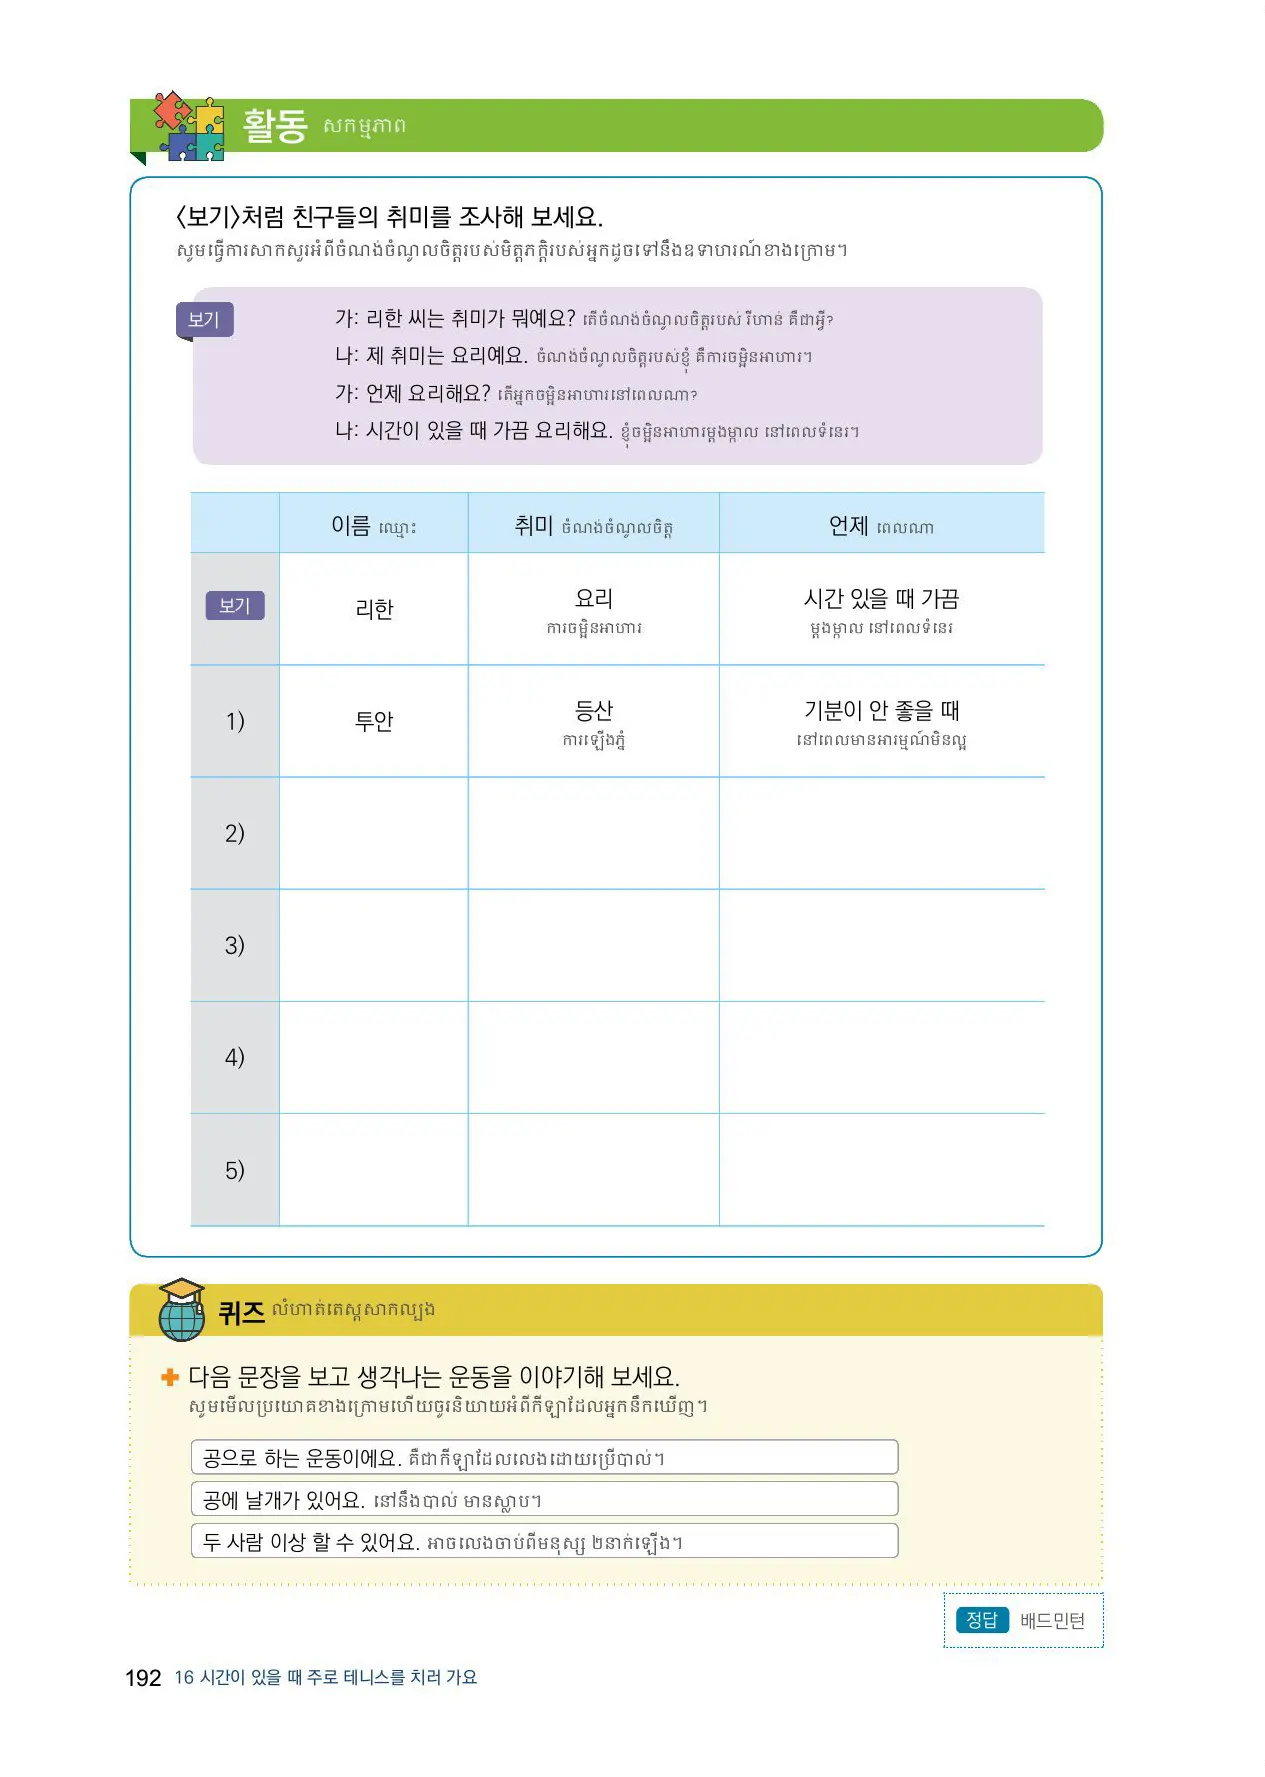 활동 សកម្មភាព
<보기>처럼 친구들의 취미를 조사해 보세요.
សូមធ្វើការសាកសួរអំពីចំណង់ចំណូលចិត្តរបស់មិត្តភក្តិរបស់អ្នកដូចទៅនឹងឧទាហរណ៍ខាងក្រោម។
보기
가: 리한 씨는 취미가 뭐예요? តើចំណង់ចំណូលចិត្តរបស់ រីហាន់ គឺជាអ្វី?
나: 제 취미는 요리예요. ចំណង់ចំណូលចិត្តរបស់ខ្ញុំ គឺការចម្អិនអាហារ។
가: 언제 요리해요? តើអ្នកចម្អិនអាហារនៅពេលណា?
나: 시간이 있을 때 가끔 요리해요. ខ្ញុំចម្អិនអាហារម្តងម្កាល នៅពេលទំនេរ។
이름 ឈ្មោះ 취미 ចំណង់ចំណូលចិត្ត 언제 ពេលណា
보기 리한 요리 시간 있을 때 가끔
ការចម្អិនអាហារ ម្តងម្កាល នៅពេលទំនេរ
1) 투안 등산 기분이 안 좋을 때
ការឡើងភ្នំ នៅពេលមានអារម្មណ៍មិនល្អ
2)
3)
4)
5)
퀴즈 លំហាត់តេស្តសាកល្បង
다음 문장을 보고 생각나는 운동을 이야기해 보세요.
សូមមើលប្រយោគខាងក្រោមហើយចូរនិយាយអំពីកីឡាដែលអ្នកនឹកឃើញ។
공으로 하는 운동이에요. គឺជាកីឡាដែលលេងដោយប្រើបាល់។
공에 날개가 있어요. នៅនឹងបាល់ មានស្លាប។
두 사람 이상 할 수 있어요. អាចលេងចាប់ពីមនុស្ស ២នាក់ឡើង។
정답 배드민턴
192 16 시간이 있을 때 주로 테니스를 치러 가요